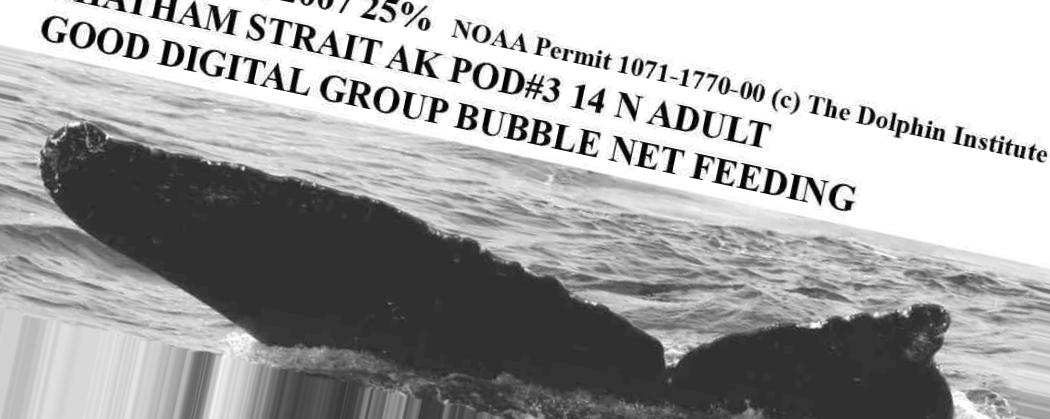 25% NOAA Permit 1071-1770-00 (c) The Dolphin Institute
STRAIT AK POD#3 14 N ADULT
GOOD DIGITAL GROUP BUBBLE NET FEEDING